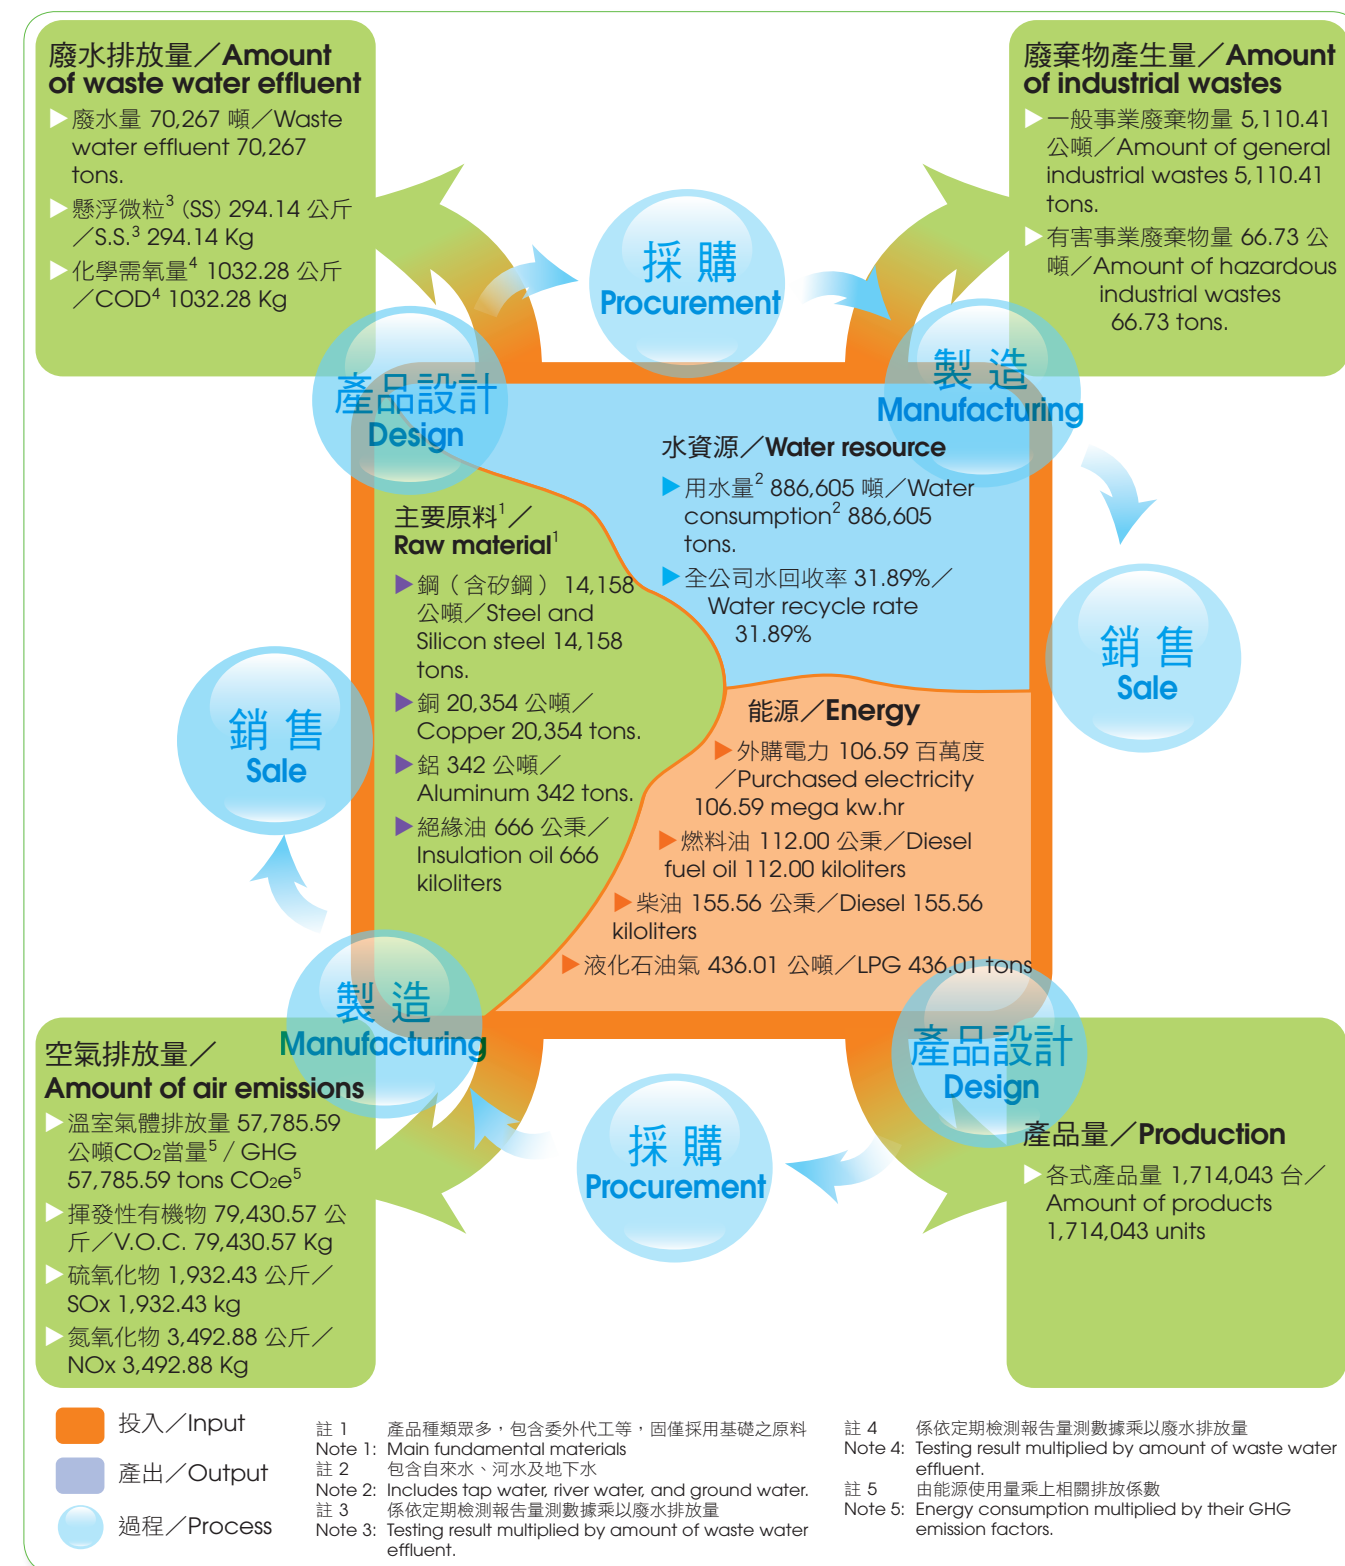 廢水排放量／Amount
of waste water effluent
廢水量 70,267 噸／Waste
water effluent 70,267
tons.
懸浮微粒3 (SS) 294.14 公斤
／S.S.3 294.14 Kg
化學需氧量4 1032.28 公斤
／COD4 1032.28 Kg
廢棄物產生量／Amount
of industrial wastes
一般事業廢棄物量 5,110.41
公噸／Amount of general
industrial wastes 5,110.41
tons.
有害事業廢棄物量 66.73 公
噸／Amount of hazardous
industrial wastes
66.73 tons.
採 購
Procurement
產品設計
Design
製 造
Manufacturing
水資源／Water resource
用水量2 886,605 噸／Water
consumption2 886,605
tons.
全公司水回收率 31.89%／
Water recycle rate
31.89%
主要原料1／
Raw material1
鋼（含矽鋼） 14,158
公噸／Steel and
Silicon steel 14,158
tons.
銅 20,354 公噸／
Copper 20,354 tons.
鋁 342 公噸／
Aluminum 342 tons.
絕緣油 666 公秉／
Insulation oil 666
kiloliters
銷 售
Sale
銷 售
Sale
能源／Energy
外購電力 106.59 百萬度
／Purchased electricity
106.59 mega kw.hr
燃料油 112.00 公秉／Diesel
fuel oil 112.00 kiloliters
柴油 155.56 公秉／Diesel 155.56
kiloliters
液化石油氣 436.01 公噸／LPG 436.01 tons
製 造
Manufacturing
產品設計
Design
採 購
Procurement
空氣排放量／
Amount of air emissions
溫室氣體排放量 57,785.59
公噸CO2當量5 / GHG
57,785.59 tons CO2e5
揮發性有機物 79,430.57 公
斤／V.O.C. 79,430.57 Kg
硫氧化物 1,932.43 公斤／
SOx 1,932.43 kg
氮氧化物 3,492.88 公斤／
NOx 3,492.88 Kg
產品量／Production
各式產品量 1,714,043 台／
Amount of products
1,714,043 units
投入／Input
產出／Output
過程／Process
註 1 產品種類眾多，包含委外代工等，固僅採用基礎之原料
Note 1: Main fundamental materials
註 2 包含自來水、河水及地下水
Note 2: Includes tap water, river water, and ground water.
註 3 係依定期檢測報告量測數據乘以廢水排放量
Note 3: Testing result multiplied by amount of waste water
effluent.
註 4 係依定期檢測報告量測數據乘以廢水排放量
Note 4: Testing result multiplied by amount of waste water
effluent.
註 5 由能源使用量乘上相關排放係數
Note 5: Energy consumption multiplied by their GHG
emission factors.